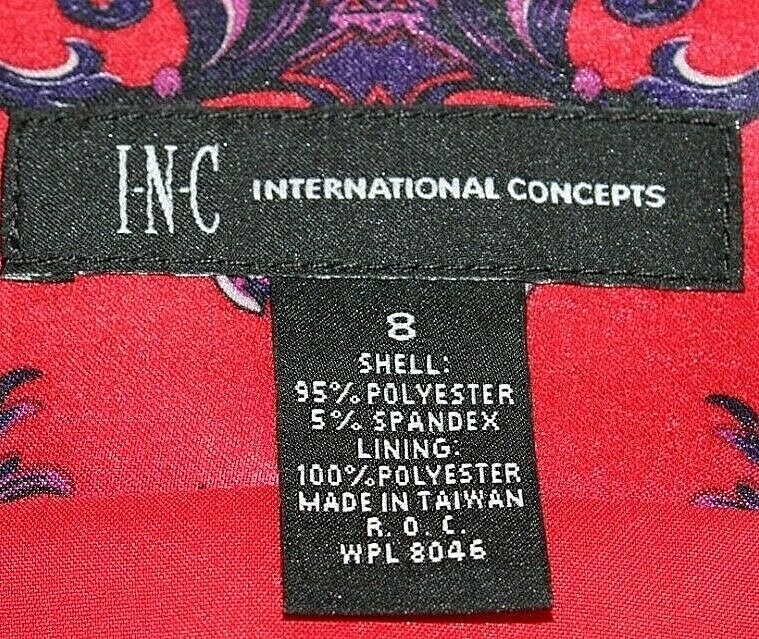 I-N-C INTERNATIONAL CONCEPTS
8
SHELL:
95% POLYESTER
5% SPANDEX
LINING:
100% POLYESTER
MADE IN TAIWAN
R. O. C.
WPL 8046